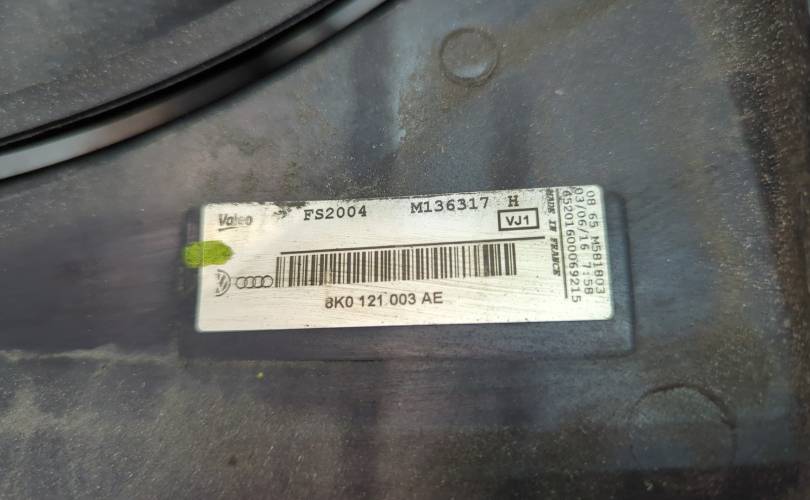 Valeo FS2004 M136317 H
VJ1
8K0 121 003 AE
MADE IN FRANCE
65201600069215
03/06/16 7:58
08 65 M581803